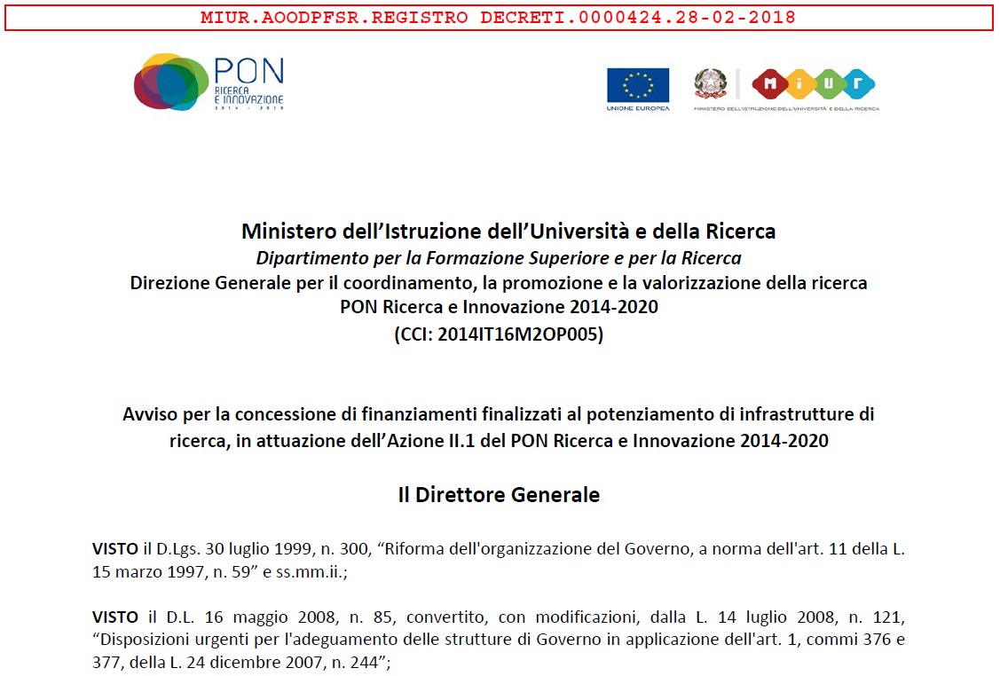 MIUR.AOODPFSR.REGISTRO DECRETI.0000424.28-02-2018
PON
RICERCA
E INNOVAZIONE
2014 - 2020
UNIONE EUROPEA
MIUR
MINISTERO DELL'ISTRUZIONE DELL'UNIVERSITÀ E DELLA RICERCA
Ministero dell’Istruzione dell’Università e della Ricerca
Dipartimento per la Formazione Superiore e per la Ricerca
Direzione Generale per il coordinamento, la promozione e la valorizzazione della ricerca
PON Ricerca e Innovazione 2014-2020
(CCI: 2014IT16M2OP005)
Avviso per la concessione di finanziamenti finalizzati al potenziamento di infrastrutture di
ricerca, in attuazione dell’Azione II.1 del PON Ricerca e Innovazione 2014-2020
Il Direttore Generale
VISTO il D.Lgs. 30 luglio 1999, n. 300, “Riforma dell'organizzazione del Governo, a norma dell'art. 11 della L.
15 marzo 1997, n. 59” e ss.mm.ii.;
VISTO il D.L. 16 maggio 2008, n. 85, convertito, con modificazioni, dalla L. 14 luglio 2008, n. 121,
“Disposizioni urgenti per l'adeguamento delle strutture di Governo in applicazione dell'art. 1, commi 376 e
377, della L. 24 dicembre 2007, n. 244”;